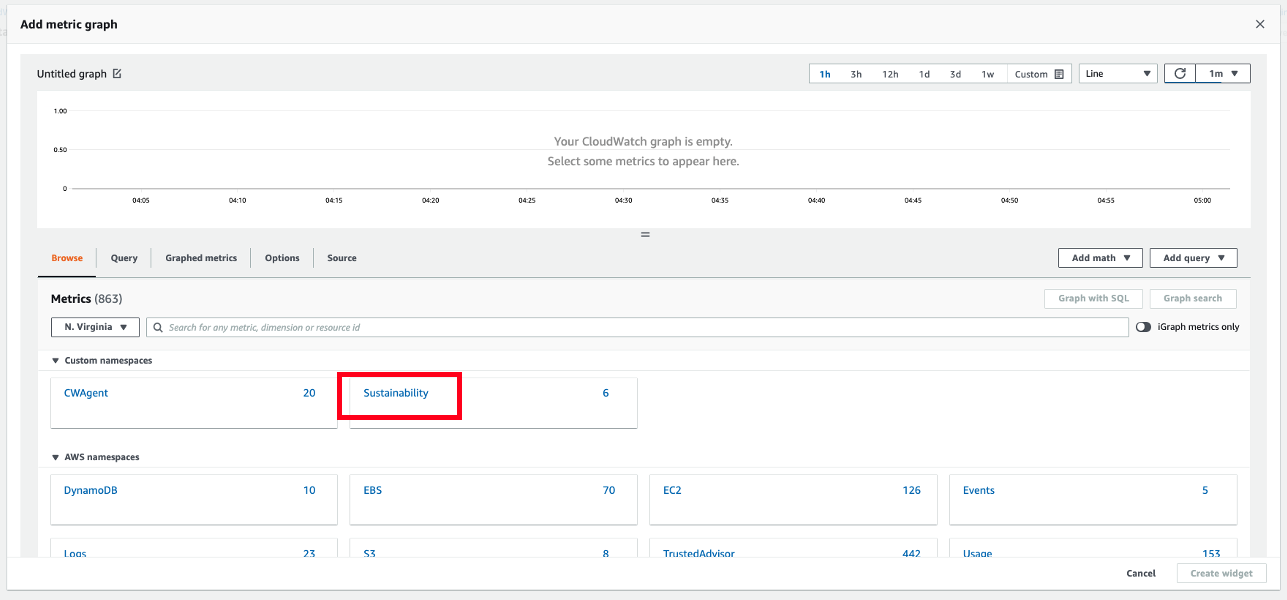 Add metric graph
Untitled graph
1h 3h 12h 1d 3d 1w Custom Line 1m
1.00
0.50
0
Your CloudWatch graph is empty.
Select some metrics to appear here.
04:05 04:10 04:15 04:20 04:25 04:30 04:35 04:40 04:45 04:50 04:55 05:00
Browse Query Graphed metrics Options Source Add math Add query
Metrics (863) Graph with SQL Graph search
N. Virginia Search for any metric, dimension or resource id iGraph metrics only
Custom namespaces
CWAgent 20 Sustainability 6
AWS namespaces
DynamoDB 10 EBS 70 EC2 126 Events 5
Logs 23 S3 8 TrustedAdvisor 442 Usage 153
Cancel Create widget